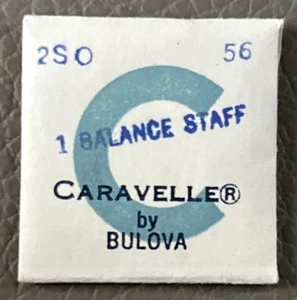 2SO 56
1 BALANCE STAFF
CARAVELLE®
by
BULOVA